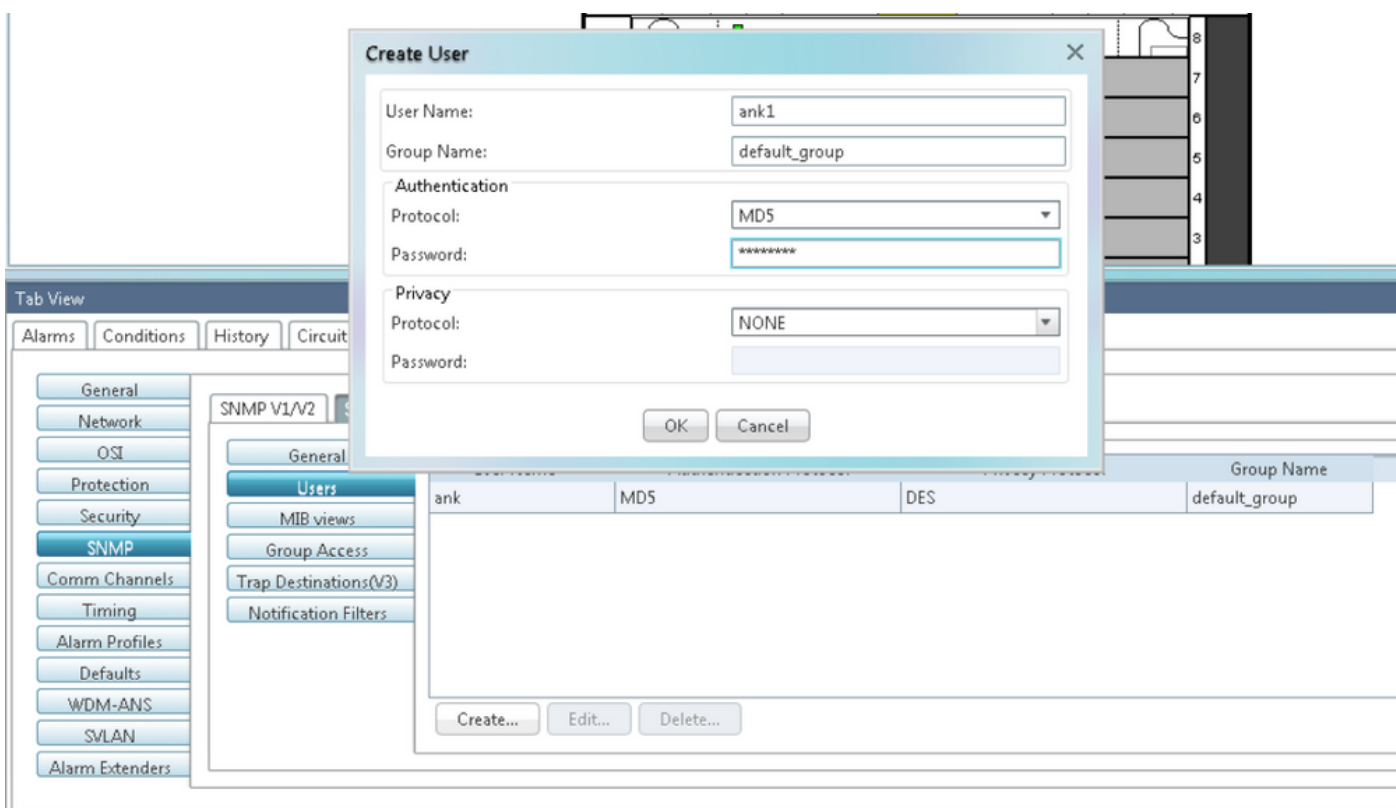 8
7
6
5
4
3
Create User
User Name:
ank1
Group Name:
default_group
Authentication
Protocol:
MD5
Password:
********
Privacy
Protocol:
NONE
Password:
OK
Cancel
Tab View
Alarms
Conditions
History
Circuit
General
Network
OSI
Protection
Security
SNMP
Comm Channels
Timing
Alarm Profiles
Defaults
WDM-ANS
SVLAN
Alarm Extenders
SNMP V1/V2
General
Users
MIB views
Group Access
Trap Destinations(V3)
Notification Filters
Group Name
ank MD5 DES default_group
Create...
Edit...
Delete...